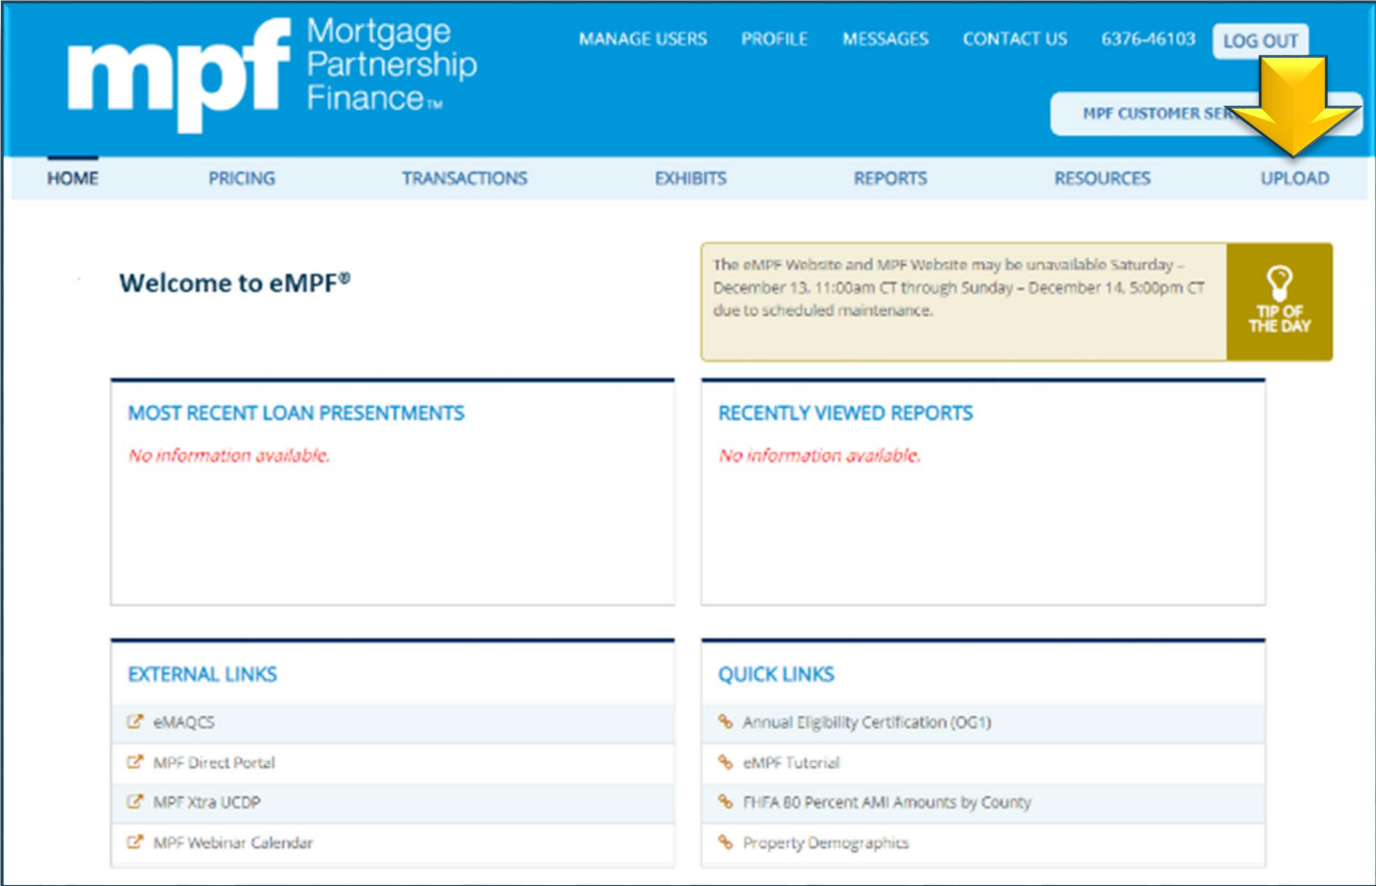 mpf
Mortgage
Partnership
Finance™
MANAGE USERS PROFILE MESSAGES CONTACT US 6376-46103 LOG OUT
MPF CUSTOMER
HOME PRICING TRANSACTIONS EXHIBITS REPORTS RESOURCES UPLOAD
Welcome to eMPF®
The eMPF Website and MPF Website may be unavailable Saturday –
December 13, 11:00am CT through Sunday – December 14, 5:00pm CT
due to scheduled maintenance.
TIP OF
THE DAY
MOST RECENT LOAN PRESENTMENTS
No information available.
RECENTLY VIEWED REPORTS
No information available.
EXTERNAL LINKS
eMAQCS
MPF Direct Portal
MPF Xtra UCDP
MPF Webinar Calendar
QUICK LINKS
Annual Eligibility Certification (OG1)
eMPF Tutorial
FHFA 80 Percent AMI Amounts by County
Property Demographics